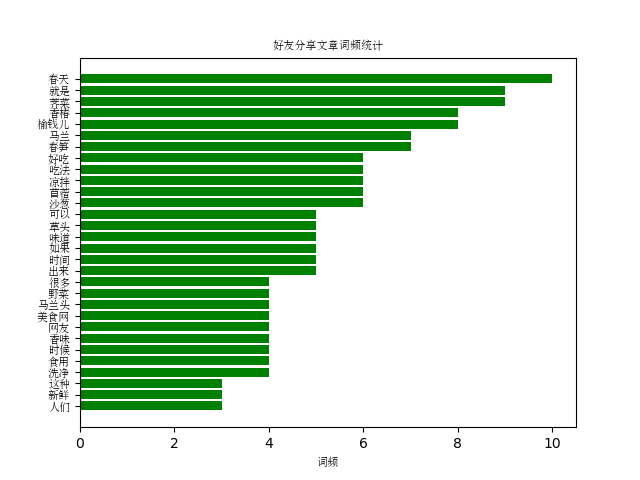 好友分享文章词频统计
春天
就是
荠菜
香椿
榆钱儿
马兰
春笋
好吃
吃法
凉拌
苜蓿
沙葱
可以
草头
味道
如果
时间
出来
很多
野菜
马兰头
美食网
网友
香味
时候
食用
洗净
这种
新鲜
人们
0 2 4 6 8 10
词频